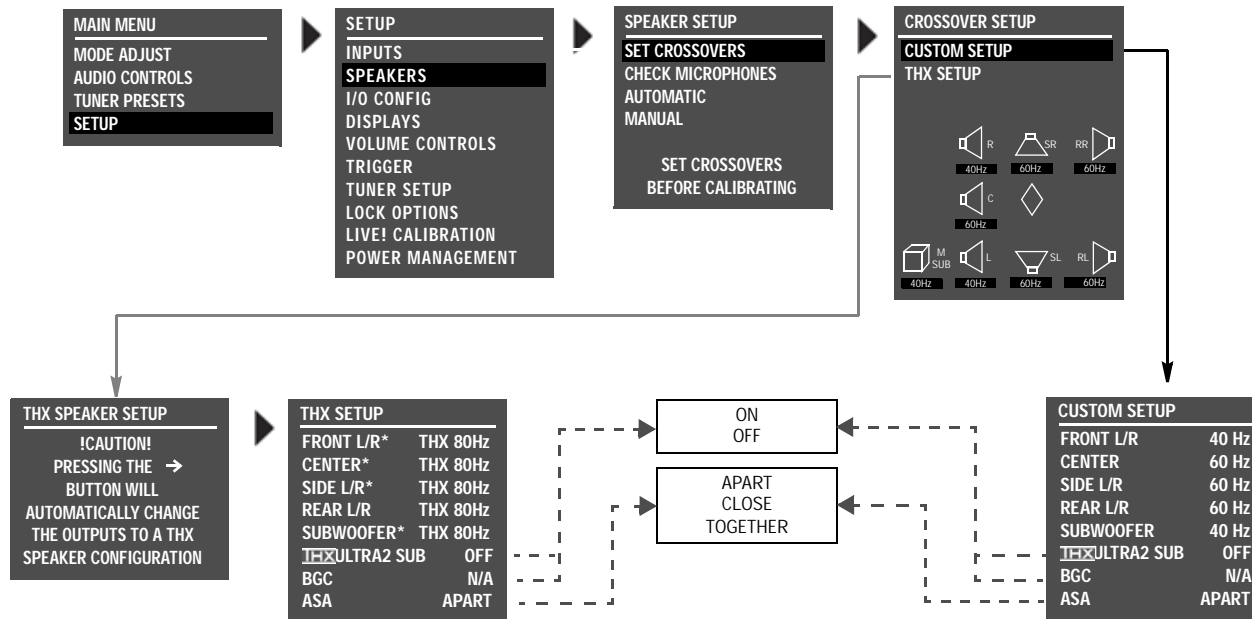 MAIN MENU
MODE ADJUST
AUDIO CONTROLS
TUNER PRESETS
SETUP
SETUP
INPUTS
SPEAKERS
I/O CONFIG
DISPLAYS
VOLUME CONTROLS
TRIGGER
TUNER SETUP
LOCK OPTIONS
LIVE! CALIBRATION
POWER MANAGEMENT
SPEAKER SETUP
SET CROSSOVERS
CHECK MICROPHONES
AUTOMATIC
MANUAL
SET CROSSOVERS
BEFORE CALIBRATING
CROSSOVER SETUP
CUSTOM SETUP
THX SETUP
R SR RR
40Hz 60Hz 60Hz
C
60Hz
M
SUB L SL RL
40Hz 40Hz 60Hz 60Hz
THX SPEAKER SETUP
!CAUTION!
PRESSING THE →
BUTTON WILL
AUTOMATICALLY CHANGE
THE OUTPUTS TO A THX
SPEAKER CONFIGURATION
THX SETUP
FRONT L/R* THX 80Hz
CENTER* THX 80Hz
SIDE L/R* THX 80Hz
REAR L/R THX 80Hz
SUBWOOFER* THX 80Hz
THXULTRA2 SUB OFF
BGC N/A
ASA APART
ON
OFF
APART
CLOSE
TOGETHER
CUSTOM SETUP
FRONT L/R 40 Hz
CENTER 60 Hz
SIDE L/R 60 Hz
REAR L/R 60 Hz
SUBWOOFER 40 Hz
THXULTRA2 SUB OFF
BGC N/A
ASA APART